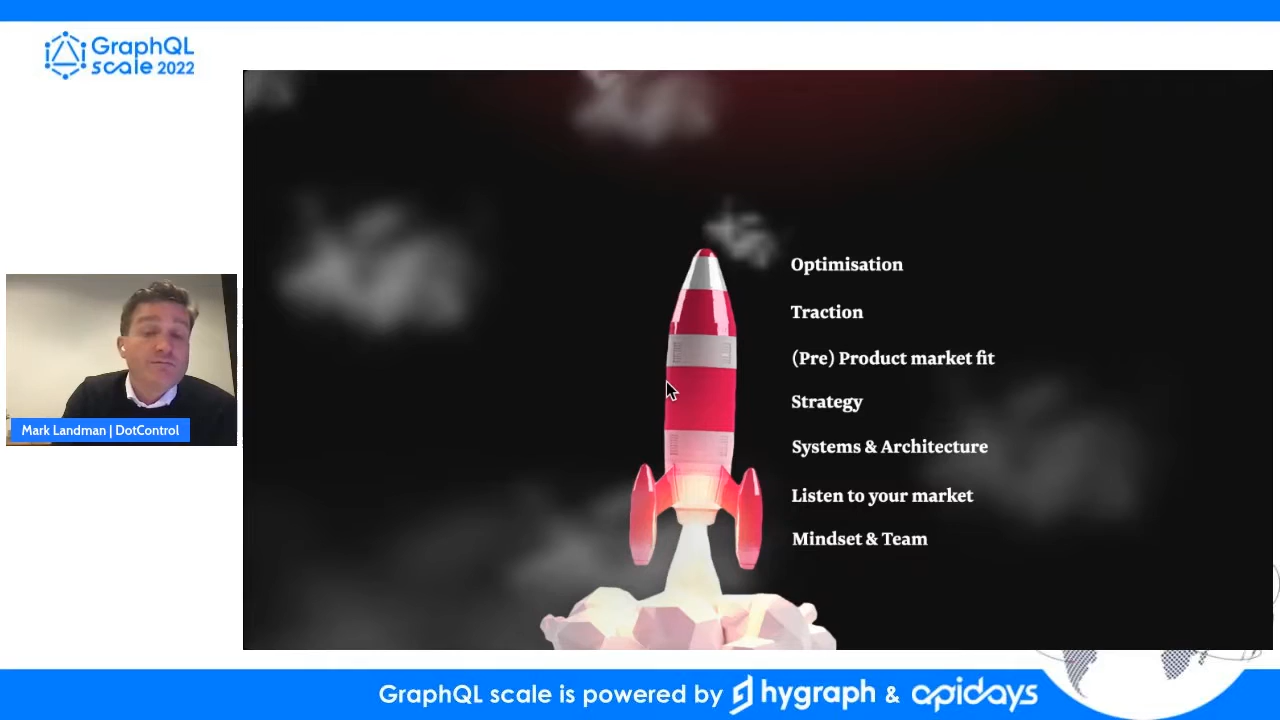 GraphQL
scale 2022
Optimisation
Traction
(Pre) Product market fit
Strategy
Systems & Architecture
Listen to your market
Mindset & Team
Mark Landman | DotControl
GraphQL scale is powered by hygraph & apidays